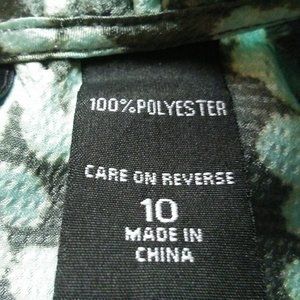 100%POLYESTER
CARE ON REVERSE
10
MADE IN
CHINA